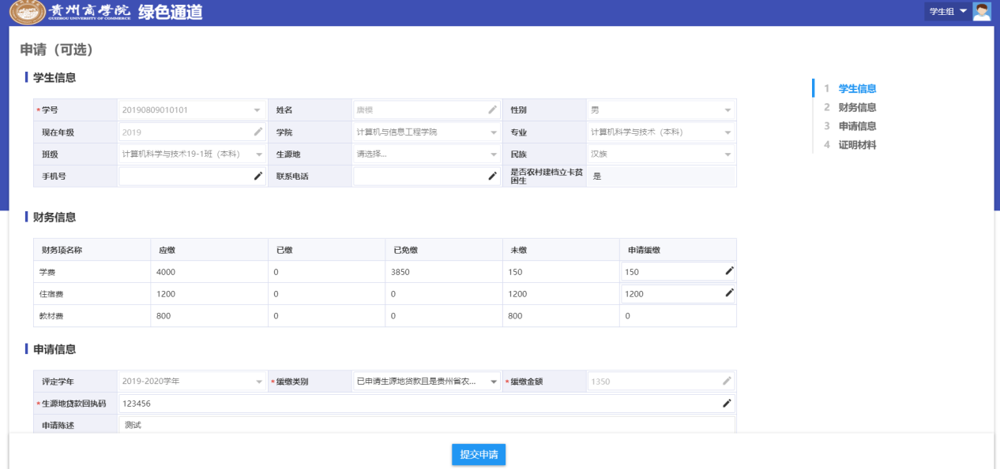 贵州商学院 绿色通道
GUIZHOU UNIVERSITY OF COMMERCE
学生组
申请（可选）
学生信息
*学号 20190809010101 姓名 唐模 性别 男
现在年级 2019 学院 计算机与信息工程学院 专业 计算机科学与技术（本科）
班级 计算机科学与技术19-1班（本科） 生源地 请选择... 民族 汉族
手机号 联系电话 是否农村建档立卡贫困生 是
1 学生信息
2 财务信息
3 申请信息
4 证明材料
财务信息
财务项名称 应缴 已缴 已免缴 未缴 申请缓缴
学费 4000 0 3850 150 150
住宿费 1200 0 0 1200 1200
教材费 800 0 0 800 0
申请信息
评定学年 2019-2020学年 *缓缴类别 已申请生源地贷款且是贵州省农... *缓缴金额 1350
*生源地贷款回执码 123456
申请陈述 测试
提交申请